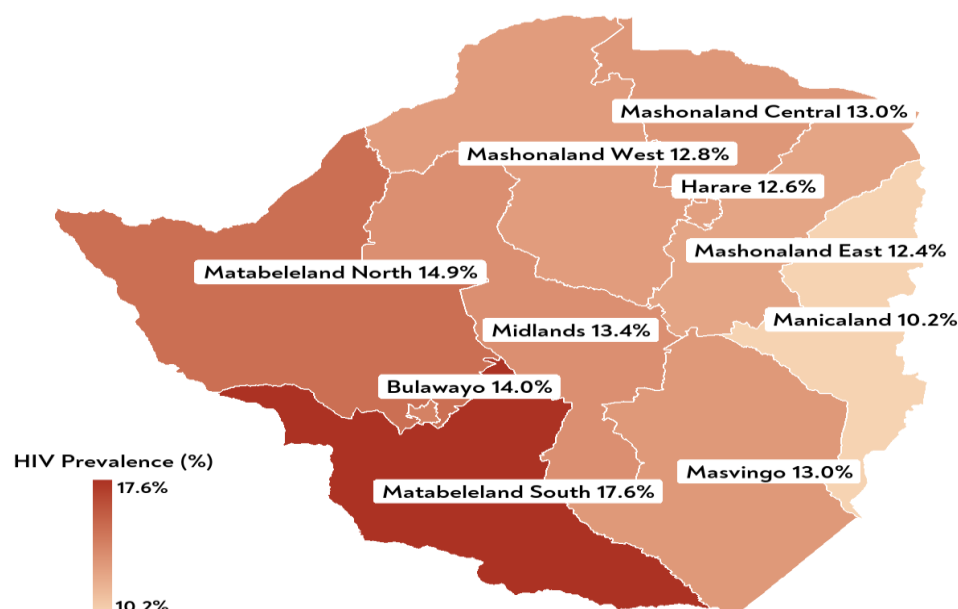 Mashonaland Central 13.0%
Mashonaland West 12.8%
Harare 12.6%
Mashonaland East 12.4%
Matabeleland North 14.9%
Manicaland 10.2%
Midlands 13.4%
Bulawayo 14.0%
HIV Prevalence (%)
Masvingo 13.0%
17.6%
Matabeleland South 17.6%
10.2%